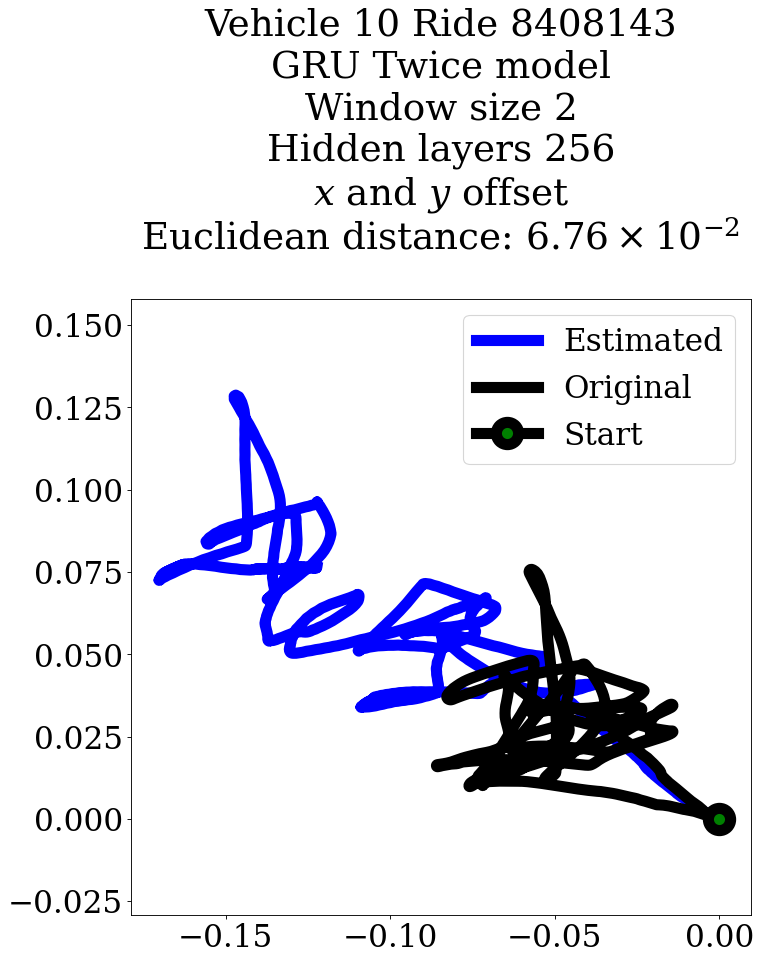 Vehicle 10 Ride 8408143
GRU Twice model
Window size 2
Hidden layers 256
x and y offset
Euclidean distance: 6.76 × 10⁻²
Estimated
Original
Start
0.150
0.125
0.100
0.075
0.050
0.025
0.000
−0.025
−0.15
−0.10
−0.05
0.00